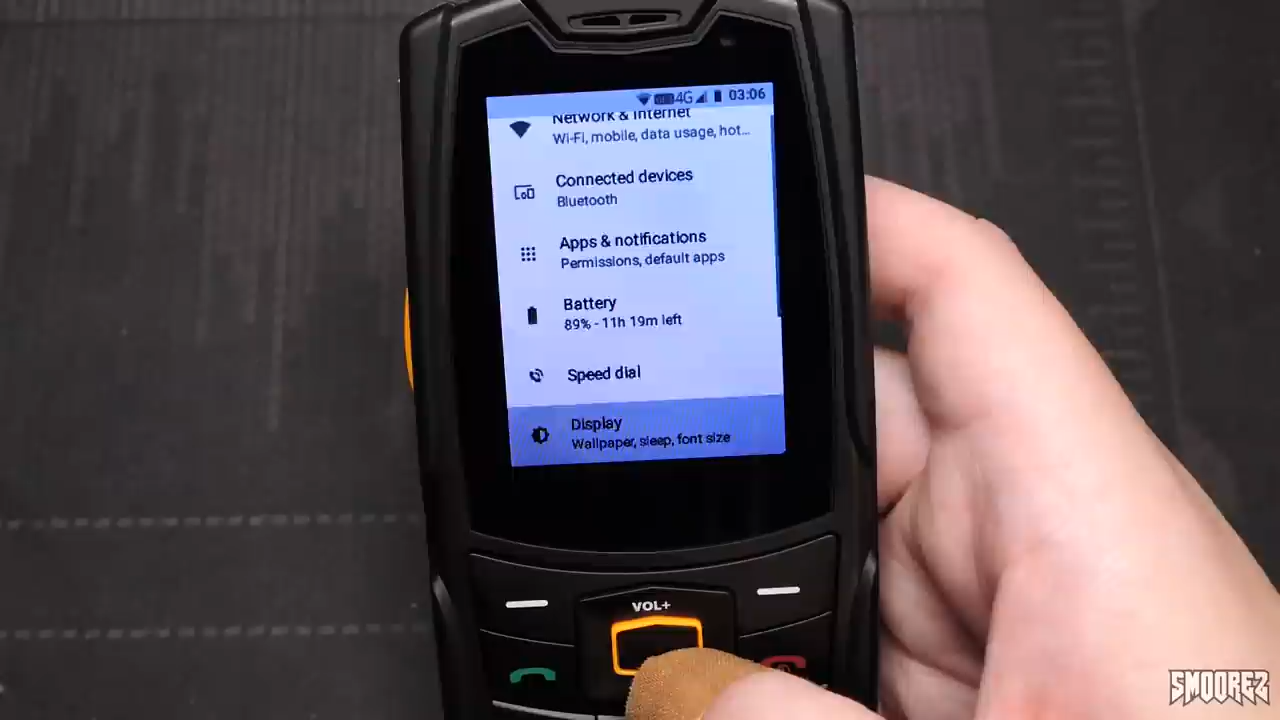 4G 03:06
Network & Internet
Wi-Fi, mobile, data usage, hot...
Connected devices
Bluetooth
Apps & notifications
Permissions, default apps
Battery
89% - 11h 19m left
Speed dial
Display
Wallpaper, sleep, font size
VOL+
SMOOREZ